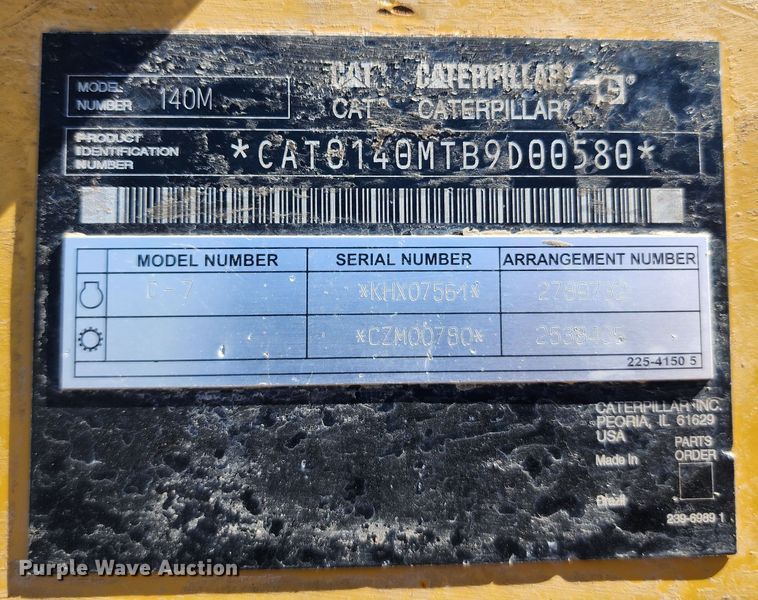 CAT CATERPILLAR®
MODEL NUMBER 140M
CAT® CATERPILLAR®
PRODUCT IDENTIFICATION NUMBER *CAT0140MTB9D00580*
MODEL NUMBER SERIAL NUMBER ARRANGEMENT NUMBER
C-7 *KHX07561*
*CZM00780*
225-4150 5
CATERPILLAR INC.
PEORIA, IL 61629
USA
PARTS ORDER
Made In
Brazil
239-6989 1
Purple Wave Auction